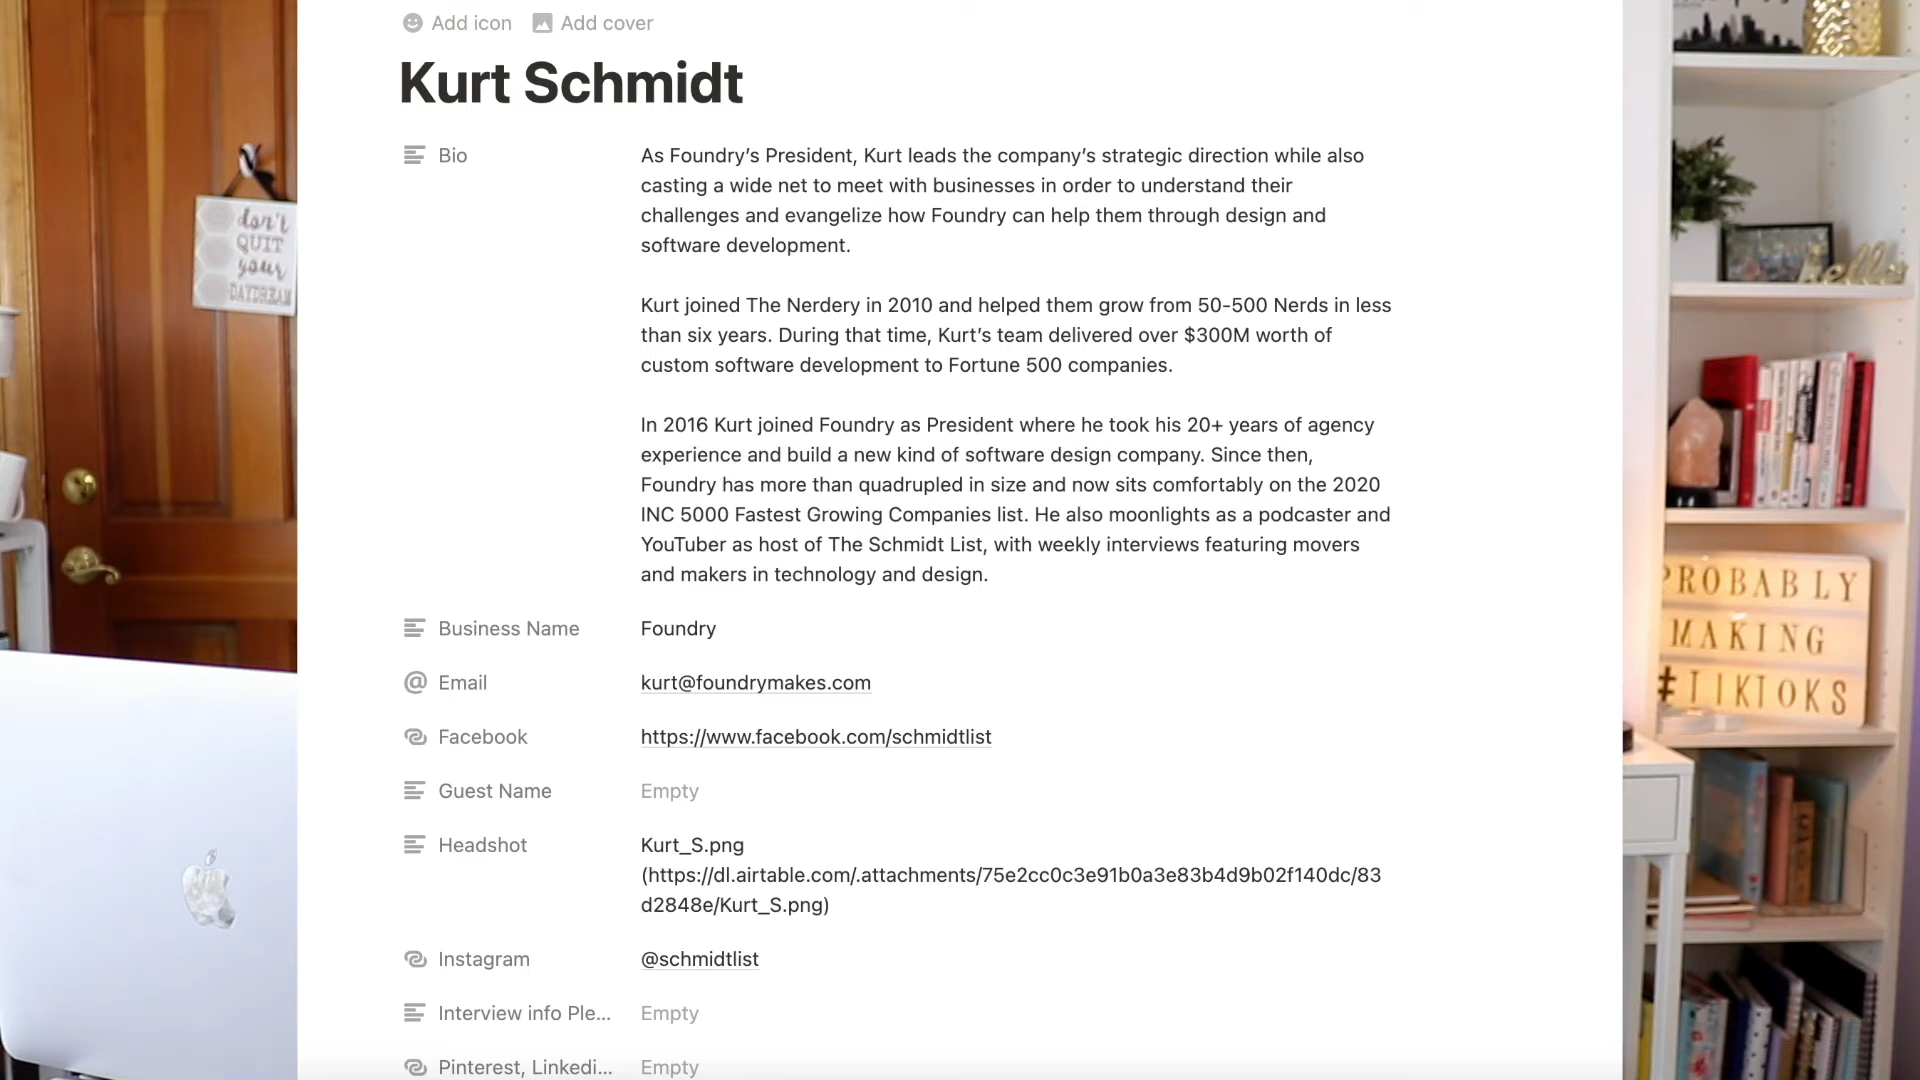 Add icon Add cover
Kurt Schmidt
Bio
As Foundry’s President, Kurt leads the company’s strategic direction while also
casting a wide net to meet with businesses in order to understand their
challenges and evangelize how Foundry can help them through design and
software development.
Kurt joined The Nerdery in 2010 and helped them grow from 50-500 Nerds in less
than six years. During that time, Kurt’s team delivered over $300M worth of
custom software development to Fortune 500 companies.
In 2016 Kurt joined Foundry as President where he took his 20+ years of agency
experience and build a new kind of software design company. Since then,
Foundry has more than quadrupled in size and now sits comfortably on the 2020
INC 5000 Fastest Growing Companies list. He also moonlights as a podcaster and
YouTuber as host of The Schmidt List, with weekly interviews featuring movers
and makers in technology and design.
Business Name Foundry
Email kurt@foundrymakes.com
Facebook https://www.facebook.com/schmidtlist
Guest Name Empty
Headshot Kurt_S.png
(https://dl.airtable.com/.attachments/75e2cc0c3e91b0a3e83b4d9b02f140dc/83
d2848e/Kurt_S.png)
Instagram @schmidtlist
Interview info Ple...
Empty
Pinterest, Linkedi...
Empty
don't
QUIT
your
DAYDREAM
hello
PROBABLY
MAKING
#TIKTOKS